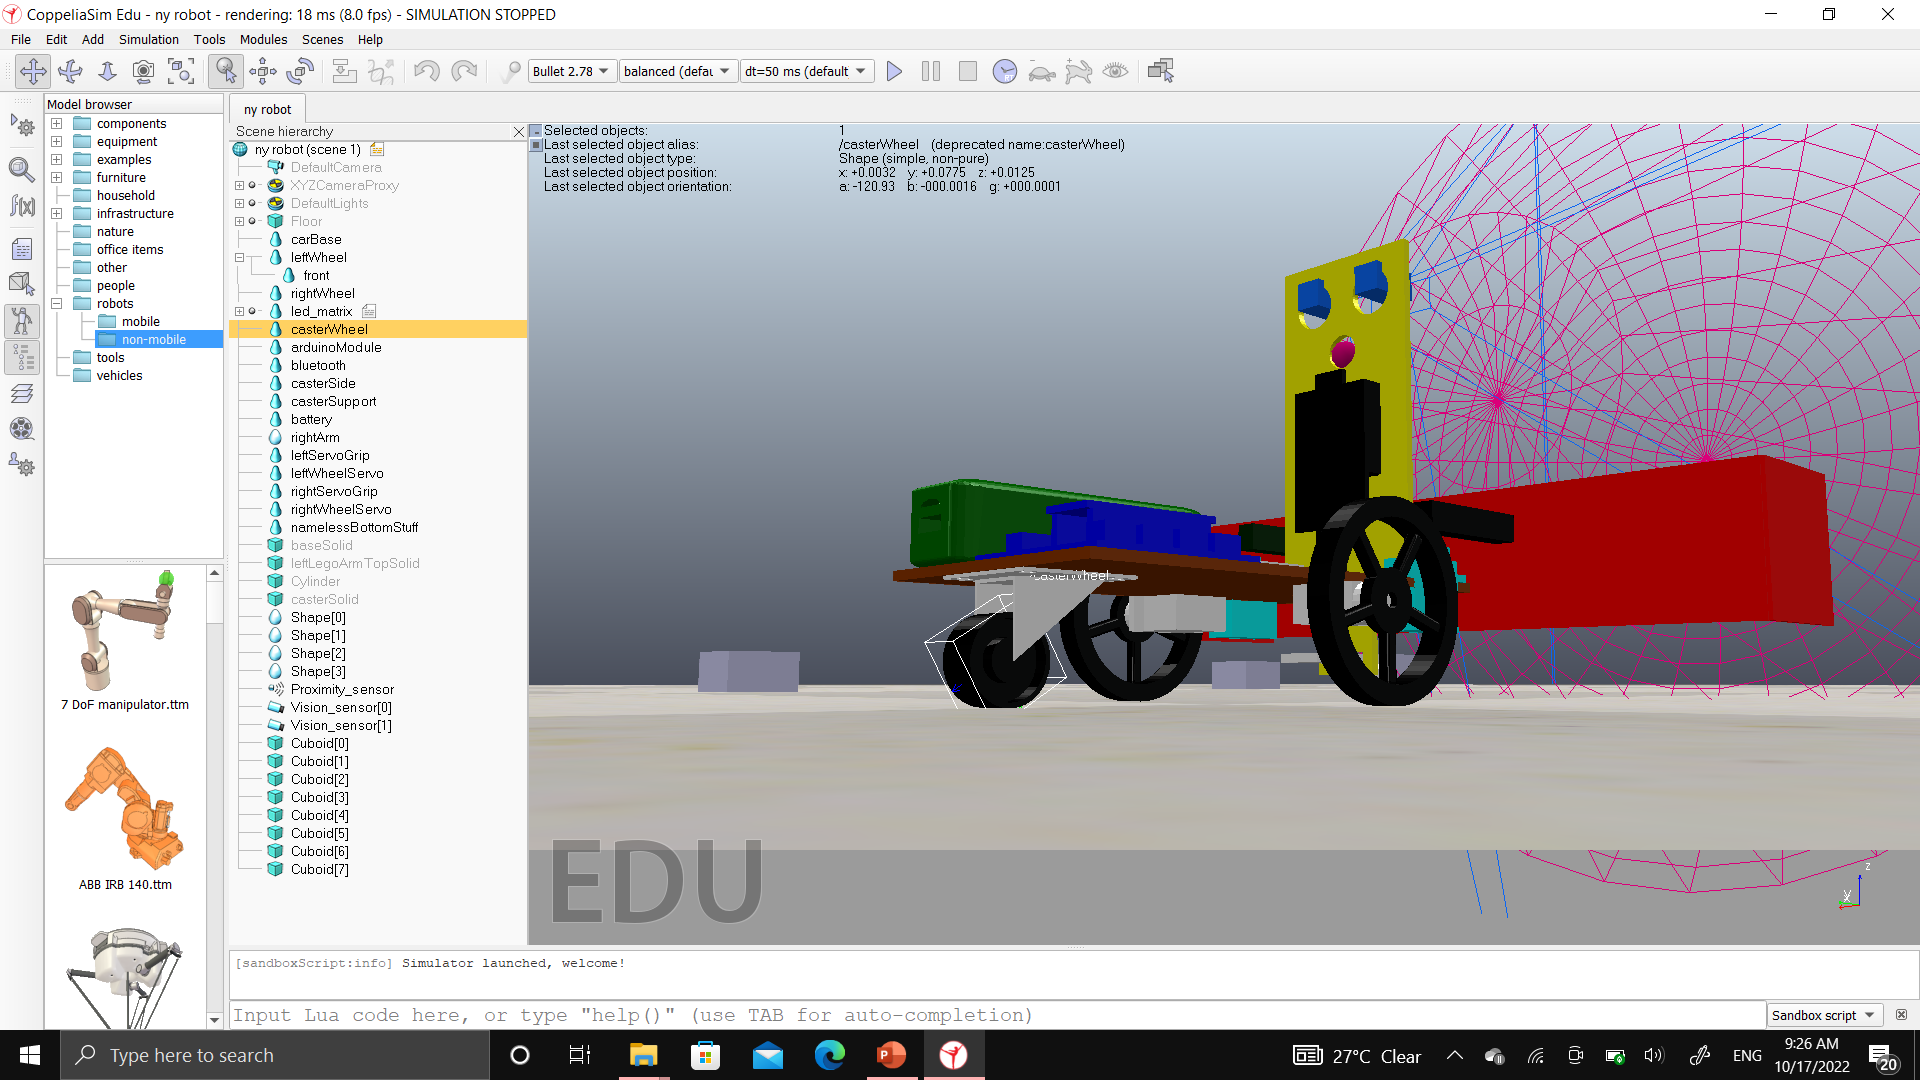 CoppeliaSim Edu - ny robot - rendering: 18 ms (8.0 fps) - SIMULATION STOPPED
File Edit Add Simulation Tools Modules Scenes Help
Bullet 2.78 balanced (defau dt=50 ms (default
Model browser
components
equipment
examples
furniture
household
infrastructure
nature
office items
other
people
robots
mobile
non-mobile
tools
vehicles
7 DoF manipulator.ttm
ABB IRB 140.ttm
ny robot
Scene hierarchy
ny robot (scene 1)
DefaultCamera
XYZCameraProxy
DefaultLights
Floor
carBase
leftWheel
front
rightWheel
led_matrix
casterWheel
arduinoModule
bluetooth
casterSide
casterSupport
battery
rightArm
leftServoGrip
leftWheelServo
rightServoGrip
rightWheelServo
namelessBottomStuff
baseSolid
leftLegoArmTopSolid
Cylinder
casterSolid
Shape[0]
Shape[1]
Shape[2]
Shape[3]
Proximity_sensor
Vision_sensor[0]
Vision_sensor[1]
Cuboid[0]
Cuboid[1]
Cuboid[2]
Cuboid[3]
Cuboid[4]
Cuboid[5]
Cuboid[6]
Cuboid[7]
Selected objects: 1
Last selected object alias: /casterWheel (deprecated name:casterWheel)
Last selected object type: Shape (simple, non-pure)
Last selected object position: x: +0.0032 y: +0.0775 z: +0.0125
Last selected object orientation: a: -120.93 b: -000.0016 g: +000.0001
/casterWheel
EDU
z
[sandboxScript:info] Simulator launched, welcome!
Input Lua code here, or type "help()" (use TAB for auto-completion)
Sandbox script
Type here to search
27°C Clear
ENG
9:26 AM
10/17/2022
20